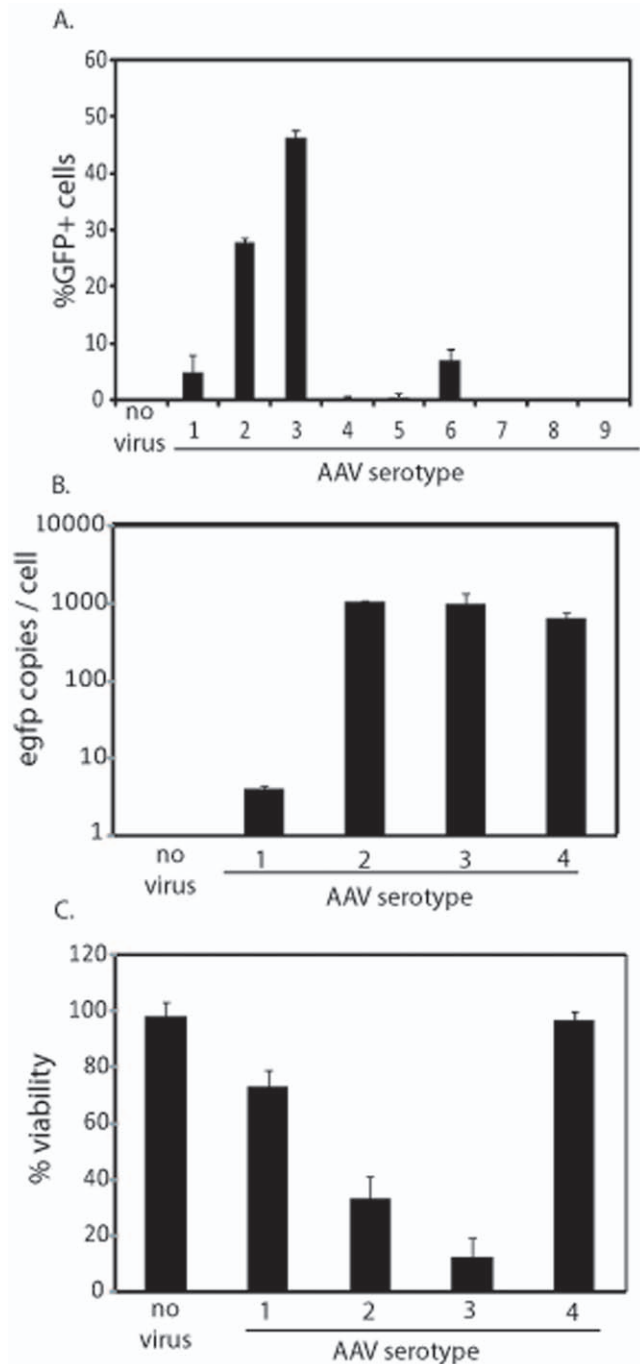 A.
60
50
40
30
20
10
0
%GFP+ cells
no virus
1 2 3 4 5 6 7 8 9
AAV serotype
B.
10000
1000
100
10
1
egfp copies / cell
no virus
1 2 3 4
AAV serotype
C.
120
100
80
60
40
20
0
% viability
no virus
1 2 3 4
AAV serotype